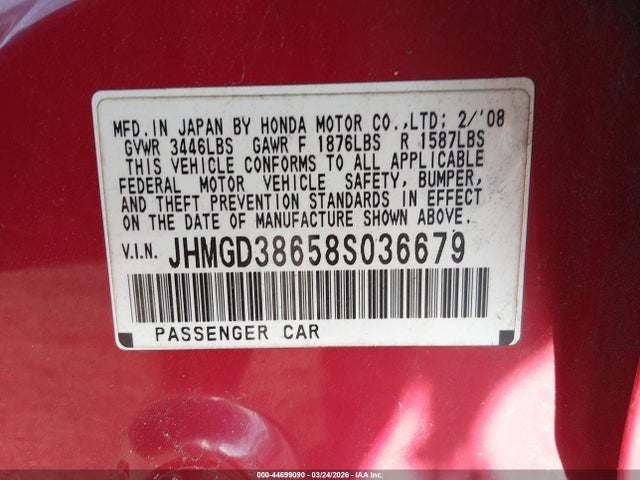 MFD. IN JAPAN BY HONDA MOTOR CO.,LTD; 2/'08
GVWR 3446LBS GAWR F 1876LBS R 1587LBS
THIS VEHICLE CONFORMS TO ALL APPLICABLE
FEDERAL MOTOR VEHICLE SAFETY, BUMPER,
AND THEFT PREVENTION STANDARDS IN EFFECT
ON THE DATE OF MANUFACTURE SHOWN ABOVE.
V.I.N. JHMGD38658S036679
PASSENGER CAR
000-44699090 - 03/24/2026 - IAA Inc.